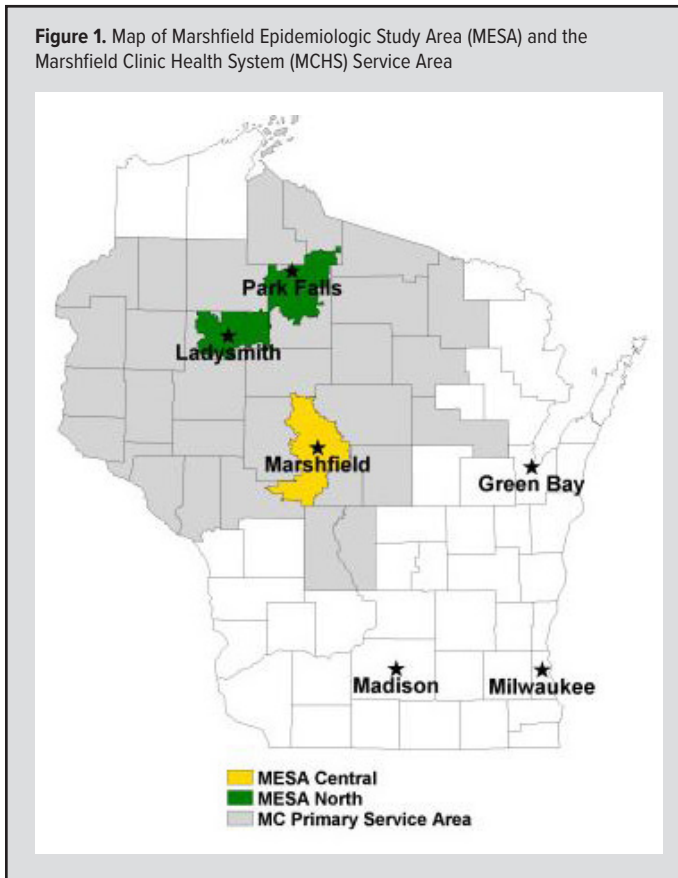 Figure 1. Map of Marshfield Epidemiologic Study Area (MESA) and the
Marshfield Clinic Health System (MCHS) Service Area
Park Falls
Ladysmith
Marshfield
Green Bay
Madison
Milwaukee
MESA Central
MESA North
MC Primary Service Area